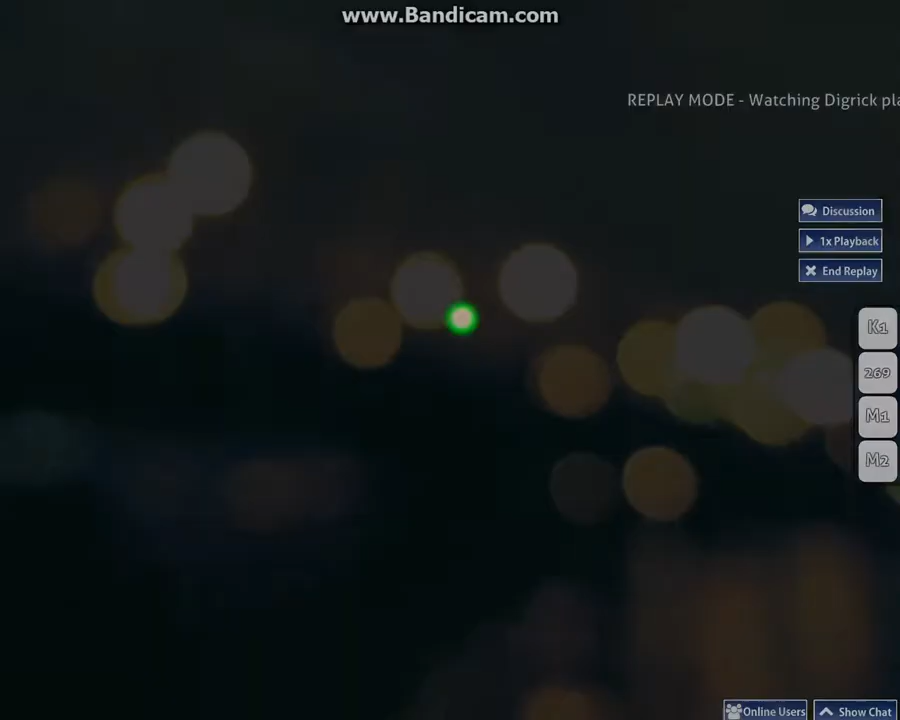 www.Bandicam.com
REPLAY MODE - Watching Digrick pla
Discussion
1x Playback
End Replay
K1
269
M1
M2
Online Users
Show Chat